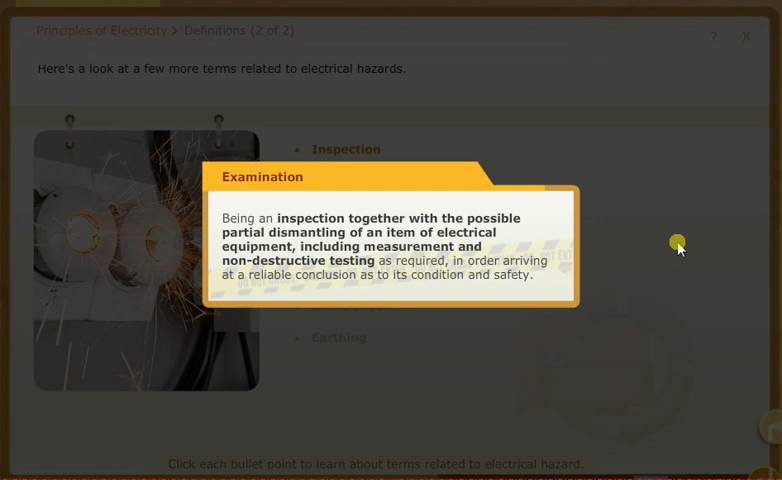 Principles of Electricity > Definitions (2 of 2)
? X
Here's a look at a few more terms related to electrical hazards.
• Inspection
Examination
Being an inspection together with the possible
partial dismantling of an item of electrical
equipment, including measurement and
non-destructive testing as required, in order arriving
at a reliable conclusion as to its condition and safety.
• Earthing
Click each bullet point to learn about terms related to electrical hazard.